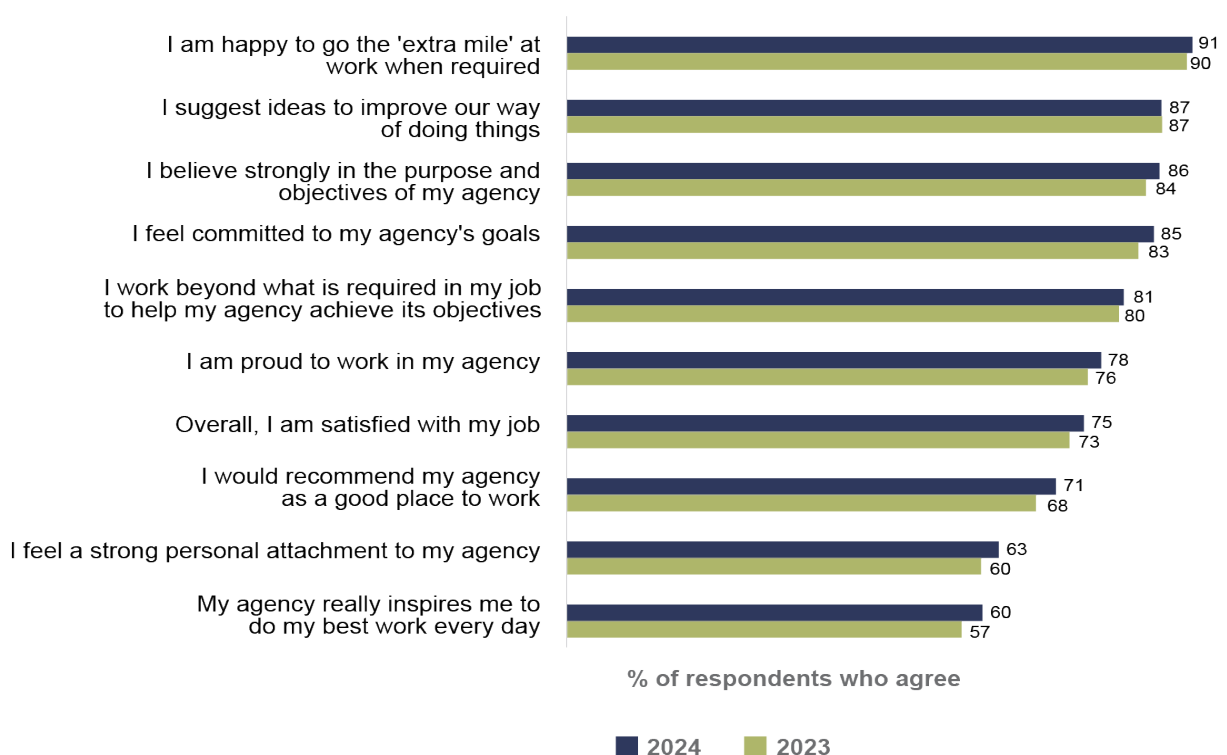 I am happy to go the 'extra mile' at
work when required
91
90
I suggest ideas to improve our way
of doing things
87
87
I believe strongly in the purpose and
objectives of my agency
86
84
I feel committed to my agency's goals
85
83
I work beyond what is required in my job
to help my agency achieve its objectives
81
80
I am proud to work in my agency
78
76
Overall, I am satisfied with my job
75
73
I would recommend my agency
as a good place to work
71
68
I feel a strong personal attachment to my agency
63
60
My agency really inspires me to
do my best work every day
60
57
% of respondents who agree
2024 2023